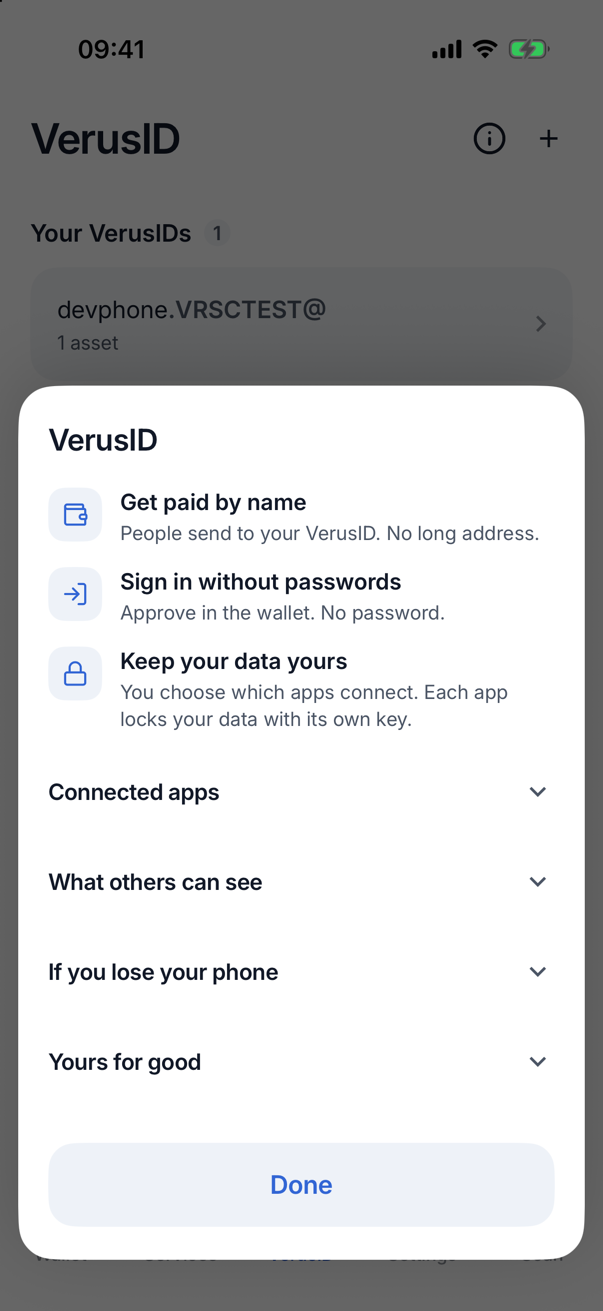 09:41
VerusID
Your VerusIDs 1
devphone.VRSCTEST@
1 asset
VerusID
Get paid by name
People send to your VerusID. No long address.
Sign in without passwords
Approve in the wallet. No password.
Keep your data yours
You choose which apps connect. Each app
locks your data with its own key.
Connected apps
What others can see
If you lose your phone
Yours for good
Done